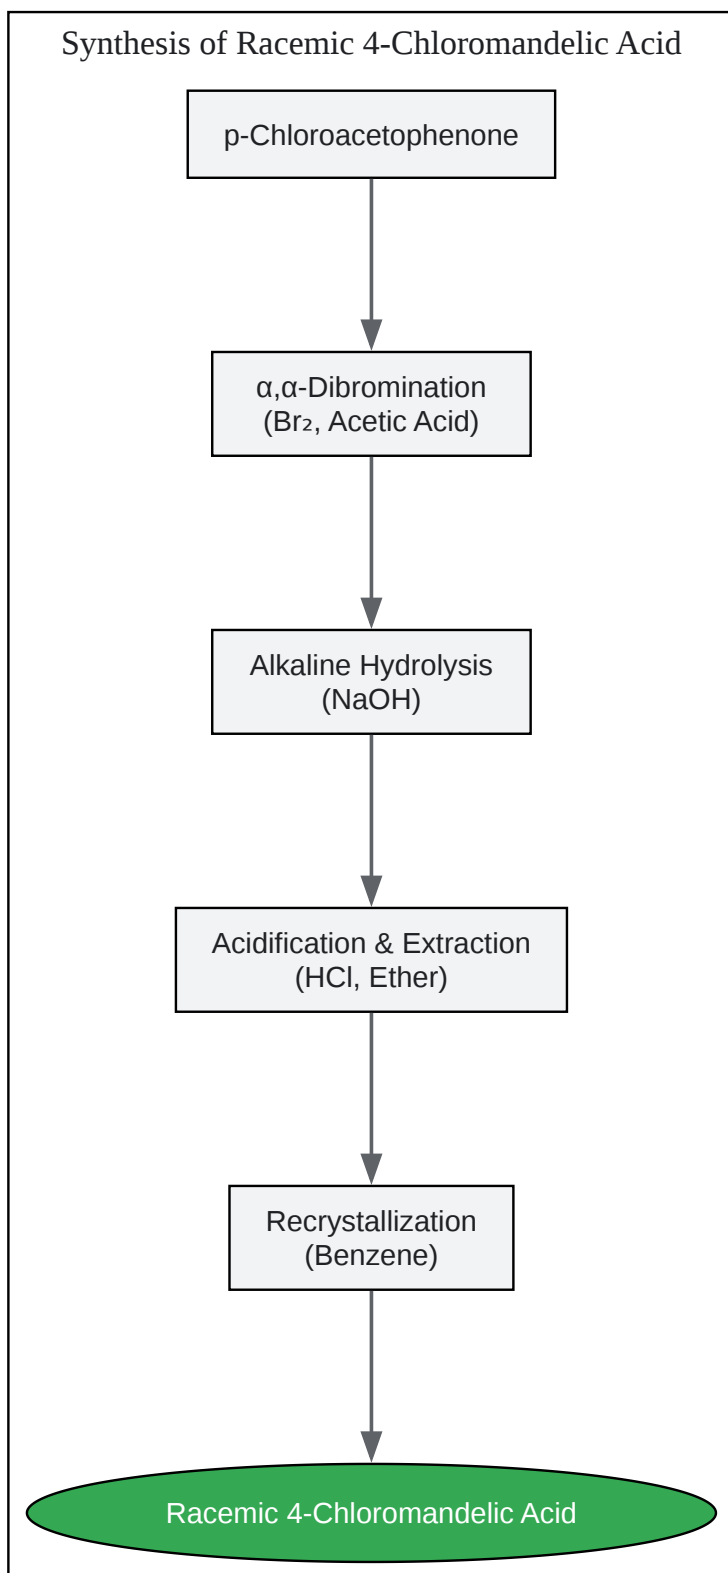 Synthesis of Racemic 4-Chloromandelic Acid
p-Chloroacetophenone
α,α-Dibromination
(Br₂, Acetic Acid)
Alkaline Hydrolysis
(NaOH)
Acidification & Extraction
(HCl, Ether)
Recrystallization
(Benzene)
Racemic 4-Chloromandelic Acid